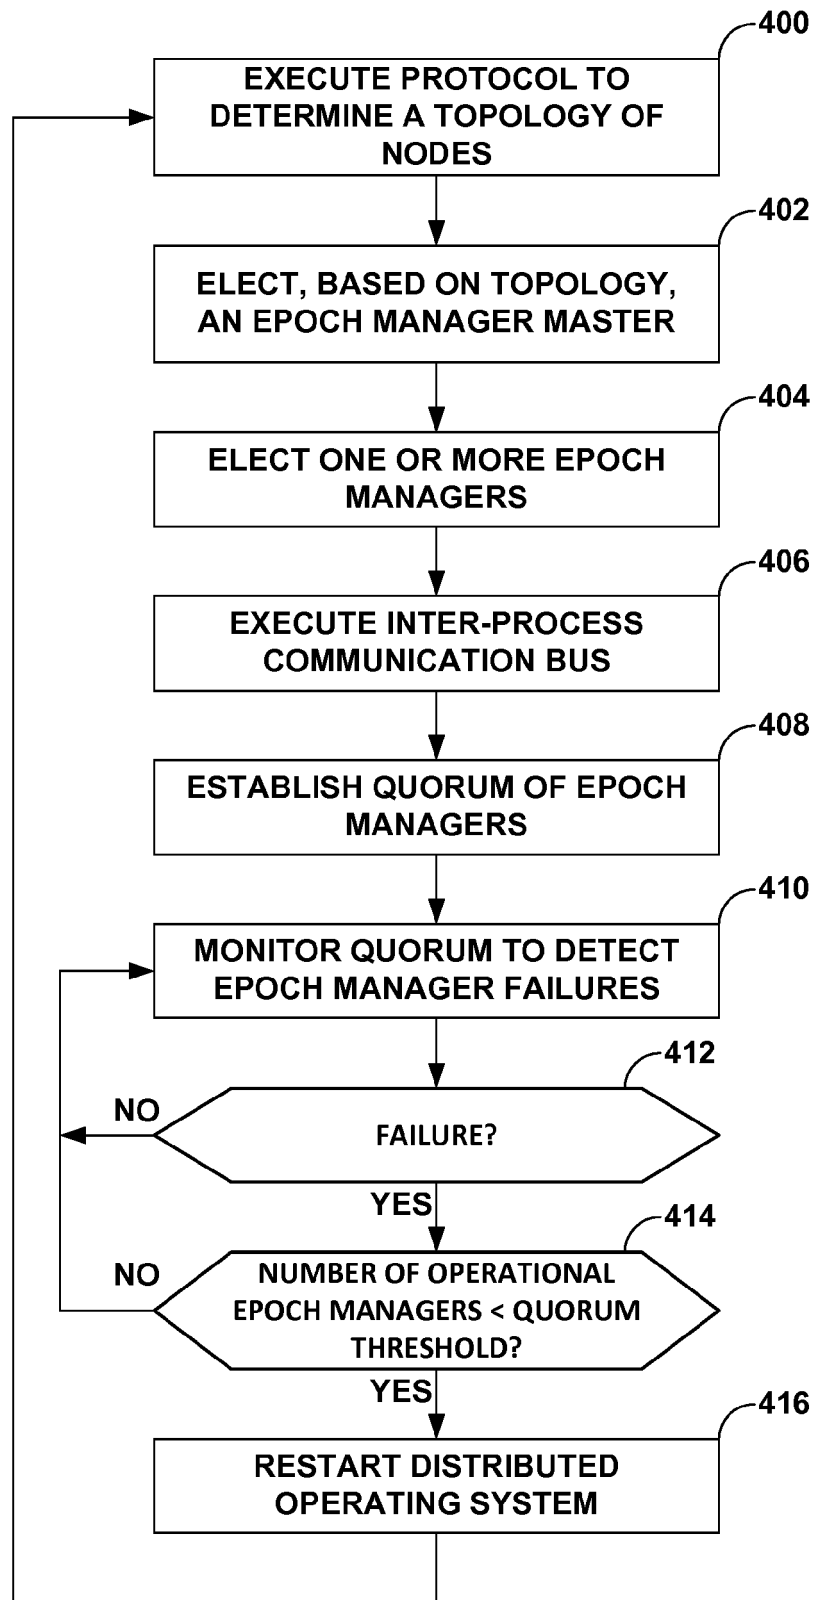 400
EXECUTE PROTOCOL TO
DETERMINE A TOPOLOGY OF
NODES
402
ELECT, BASED ON TOPOLOGY,
AN EPOCH MANAGER MASTER
404
ELECT ONE OR MORE EPOCH
MANAGERS
406
EXECUTE INTER-PROCESS
COMMUNICATION BUS
408
ESTABLISH QUORUM OF EPOCH
MANAGERS
410
MONITOR QUORUM TO DETECT
EPOCH MANAGER FAILURES
412
NO
FAILURE?
YES
414
NO
NUMBER OF OPERATIONAL
EPOCH MANAGERS < QUORUM
THRESHOLD?
YES
416
RESTART DISTRIBUTED
OPERATING SYSTEM